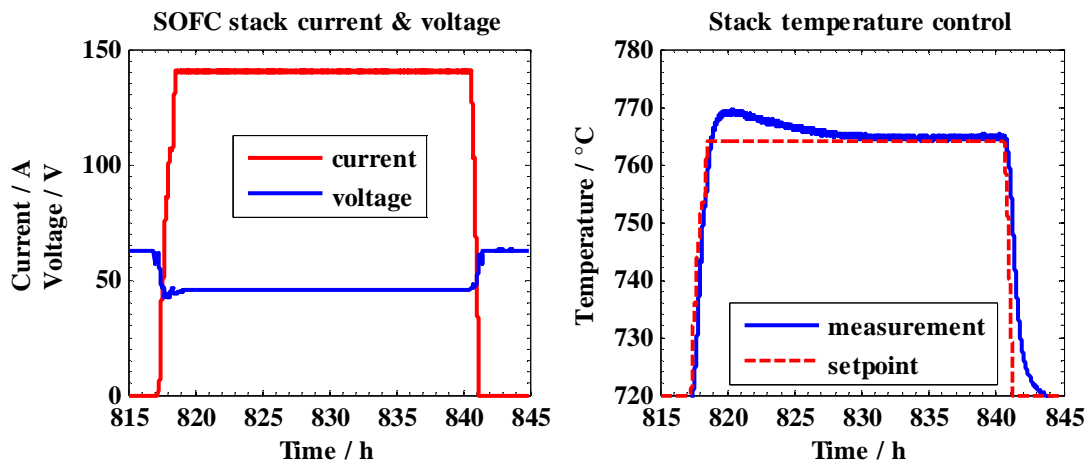 SOFC stack current & voltage
150
100
50
0
Current / A
Voltage / V
current
voltage
815 820 825 830 835 840 845
Time / h
Stack temperature control
780
770
760
750
740
730
720
Temperature / °C
measurement
setpoint
815 820 825 830 835 840 845
Time / h